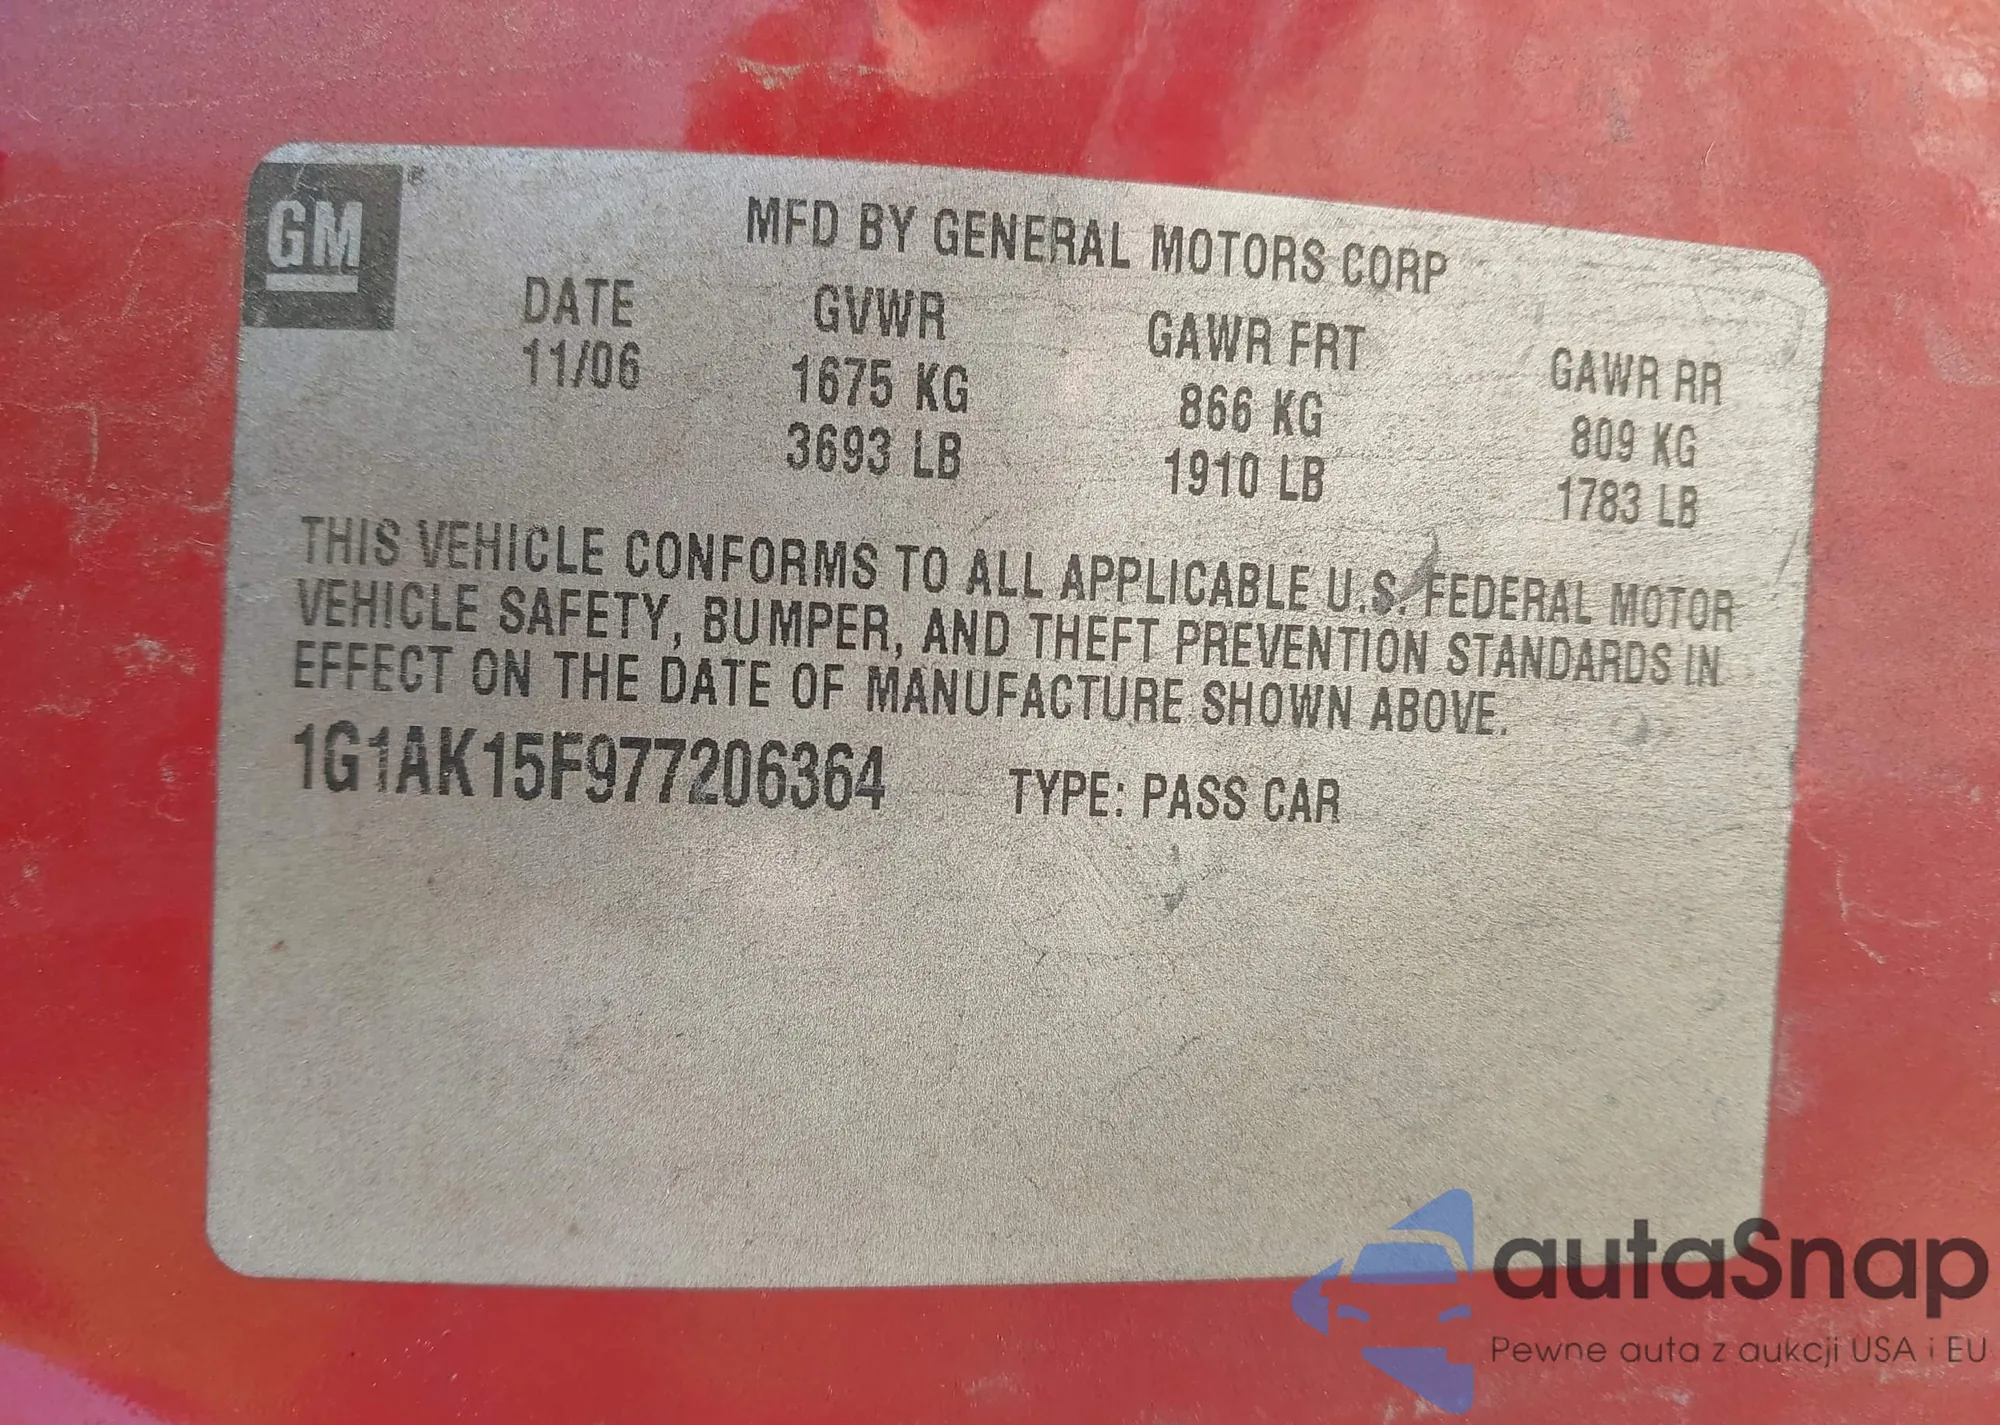 GM®
MFD BY GENERAL MOTORS CORP
DATE GVWR GAWR FRT GAWR RR
11/06 1675 KG 866 KG 809 KG
3693 LB 1910 LB 1783 LB
THIS VEHICLE CONFORMS TO ALL APPLICABLE U.S. FEDERAL MOTOR
VEHICLE SAFETY, BUMPER, AND THEFT PREVENTION STANDARDS IN
EFFECT ON THE DATE OF MANUFACTURE SHOWN ABOVE.
1G1AK15F977206364 TYPE: PASS CAR
autaSnap
Pewne auta z aukcji USA i EU